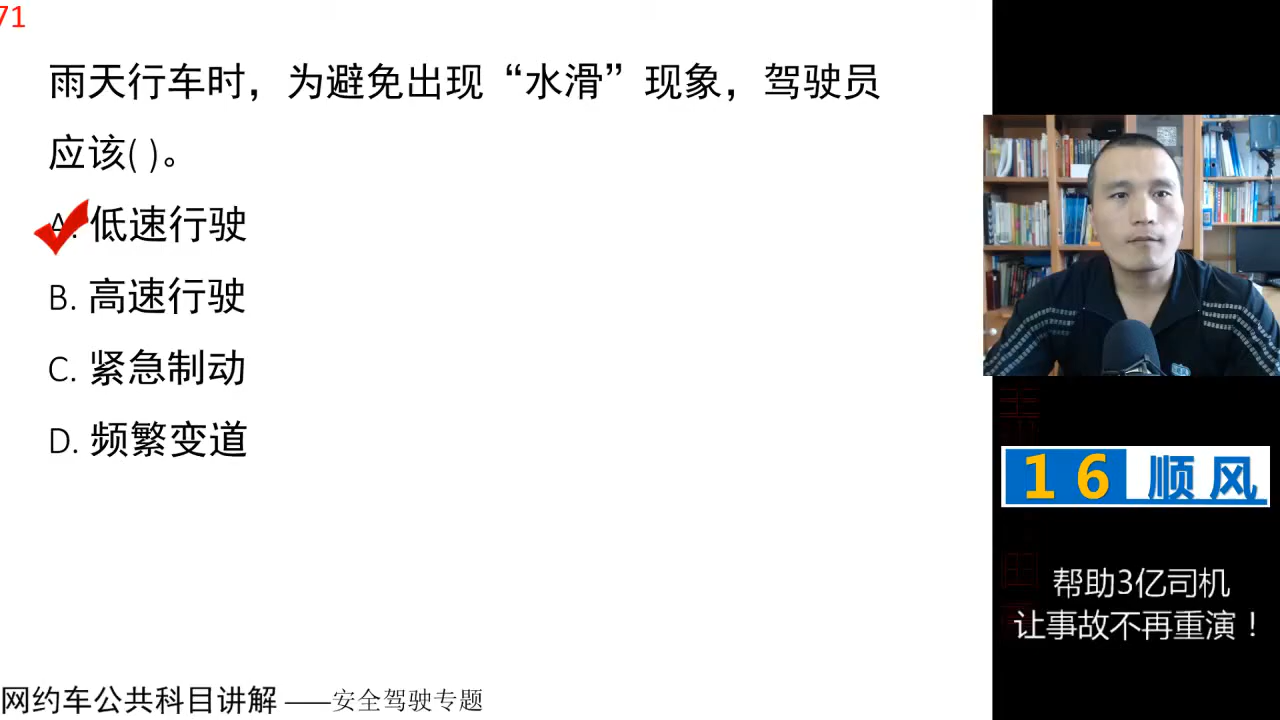 71
雨天行车时，为避免出现“水滑”现象，驾驶员
应该( )。
A. 低速行驶
B. 高速行驶
C. 紧急制动
D. 频繁变道
16顺风
帮助3亿司机
让事故不再重演！
网约车公共科目讲解 ——安全驾驶专题